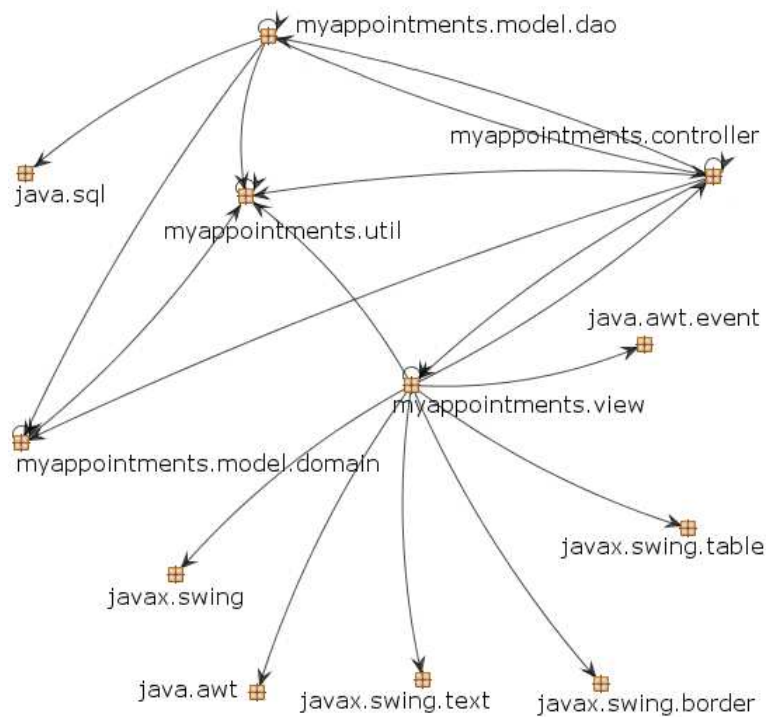 myappointments.model.dao
myappointments.controller
java.sql
myappointments.util
java.awt.event
myappointments.view
myappointments.model.domain
javax.swing.table
javax.swing
java.awt
javax.swing.text
javax.swing.border